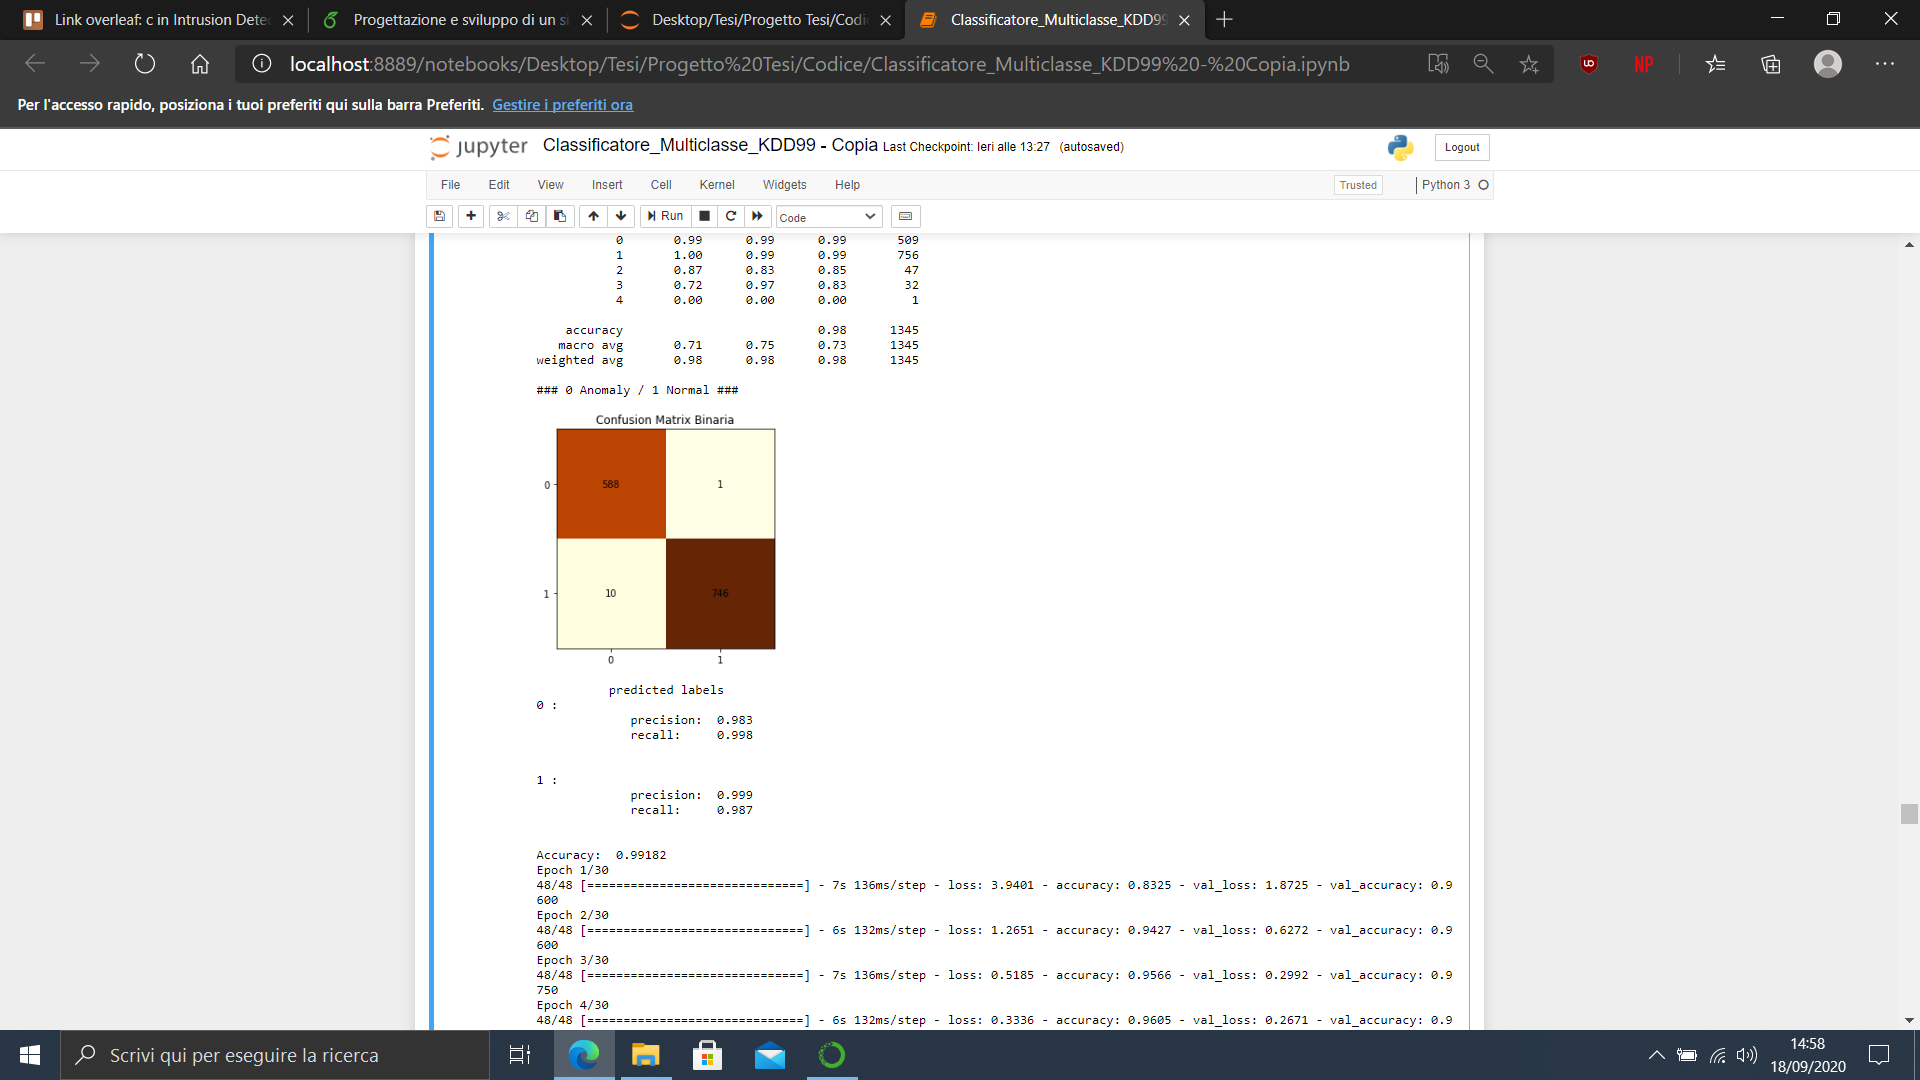 Link overleaf: c in Intrusion Dete
Progettazione e sviluppo di un si
Desktop/Tesi/Progetto Tesi/Codi
Classificatore_Multiclasse_KDD99
localhost:8889/notebooks/Desktop/Tesi/Progetto%20Tesi/Codice/Classificatore_Multiclasse_KDD99%20-%20Copia.ipynb
NP
Per l'accesso rapido, posiziona i tuoi preferiti qui sulla barra Preferiti. Gestire i preferiti ora
jupyter Classificatore_Multiclasse_KDD99 - Copia Last Checkpoint: Ieri alle 13:27 (autosaved)
Logout
File Edit View Insert Cell Kernel Widgets Help
Trusted
Python 3
Run
Code
0 0.99 0.99 0.99 509
1 1.00 0.99 0.99 756
2 0.87 0.83 0.85 47
3 0.72 0.97 0.83 32
4 0.00 0.00 0.00 1
accuracy 0.98 1345
macro avg 0.71 0.75 0.73 1345
weighted avg 0.98 0.98 0.98 1345
### 0 Anomaly / 1 Normal ###
Confusion Matrix Binaria
0 588 1
1 10 746
0 1
predicted labels
0 :
precision: 0.983
recall: 0.998
1 :
precision: 0.999
recall: 0.987
Accuracy: 0.99182
Epoch 1/30
48/48 [==============================] - 7s 136ms/step - loss: 3.9401 - accuracy: 0.8325 - val_loss: 1.8725 - val_accuracy: 0.9
600
Epoch 2/30
48/48 [==============================] - 6s 132ms/step - loss: 1.2651 - accuracy: 0.9427 - val_loss: 0.6272 - val_accuracy: 0.9
600
Epoch 3/30
48/48 [==============================] - 7s 136ms/step - loss: 0.5185 - accuracy: 0.9566 - val_loss: 0.2992 - val_accuracy: 0.9
750
Epoch 4/30
48/48 [==============================] - 6s 132ms/step - loss: 0.3336 - accuracy: 0.9605 - val_loss: 0.2671 - val_accuracy: 0.9
Scrivi qui per eseguire la ricerca
14:58
18/09/2020